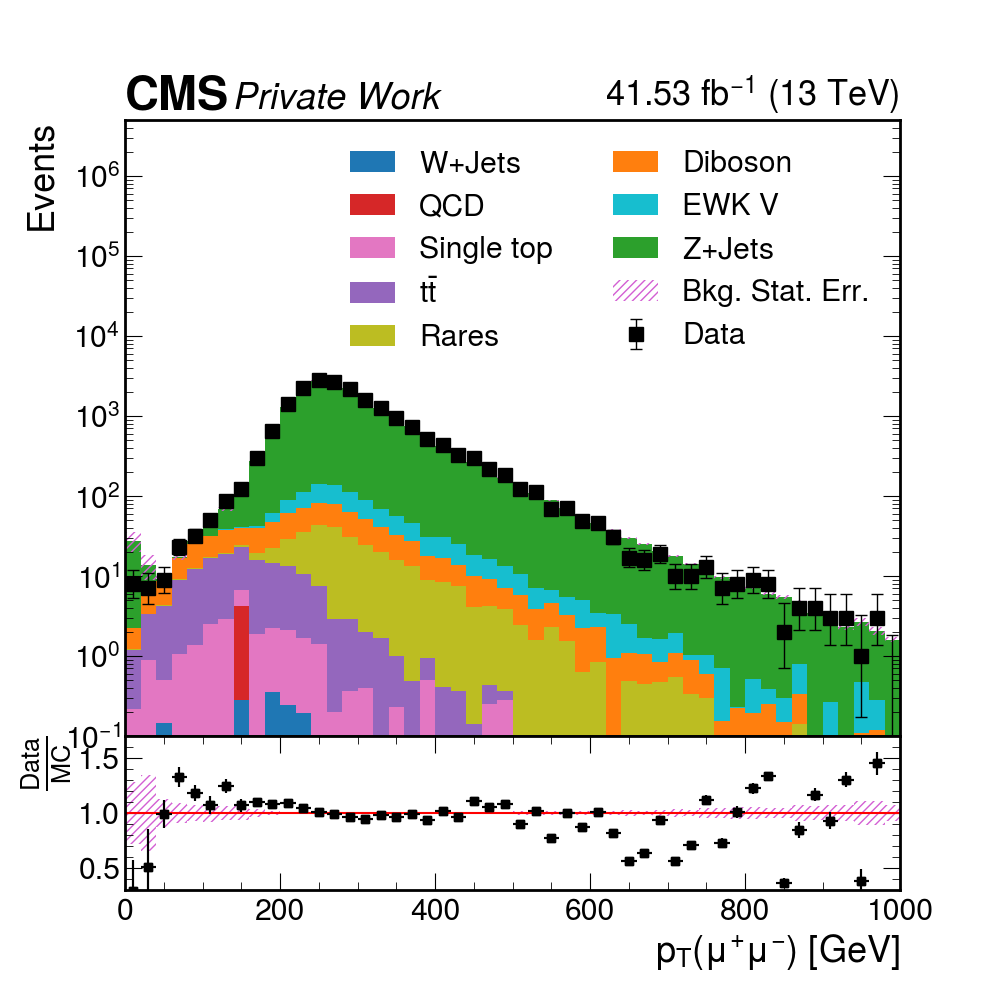 CMS Private Work 41.53 fb⁻¹ (13 TeV)
Events
W+Jets
QCD
Single top
tt̄
Rares
Diboson
EWK V
Z+Jets
Bkg. Stat. Err.
Data
10⁶
10⁵
10⁴
10³
10²
10¹
10⁰
10⁻¹
Data
MC
1.5
1.0
0.5
0 200 400 600 800 1000
p_T(μ⁺μ⁻) [GeV]